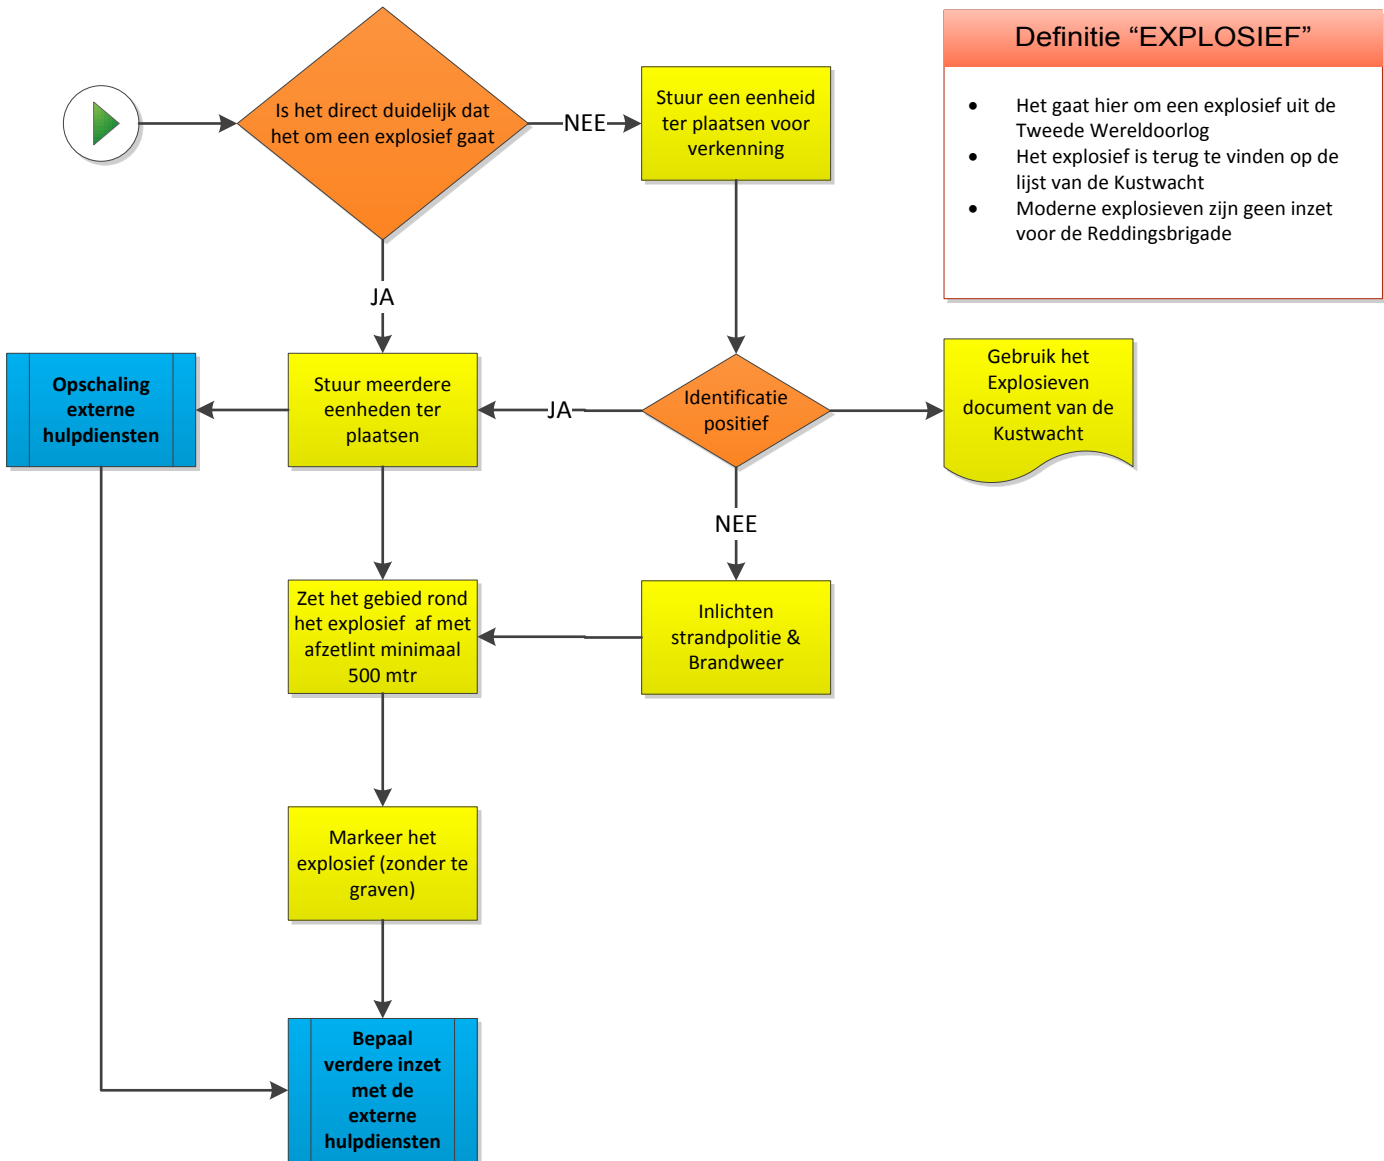 Is het direct duidelijk dat
het om een explosief gaat
NEE
Stuur een eenheid
ter plaatsen voor
verkenning
Definitie “EXPLOSIEF”
• Het gaat hier om een explosief uit de
Tweede Wereldoorlog
• Het explosief is terug te vinden op de
lijst van de Kustwacht
• Moderne explosieven zijn geen inzet
voor de Reddingsbrigade
JA
Opschaling
externe
hulpdiensten
Stuur meerdere
eenheden ter
plaatsen
JA
Identificatie
positief
Gebruik het
Explosieven
document van de
Kustwacht
NEE
Zet het gebied rond
het explosief af met
afzetlint minimaal
500 mtr
Inlichten
strandpolitie &
Brandweer
Markeer het
explosief (zonder te
graven)
Bepaal
verdere inzet
met de
externe
hulpdiensten